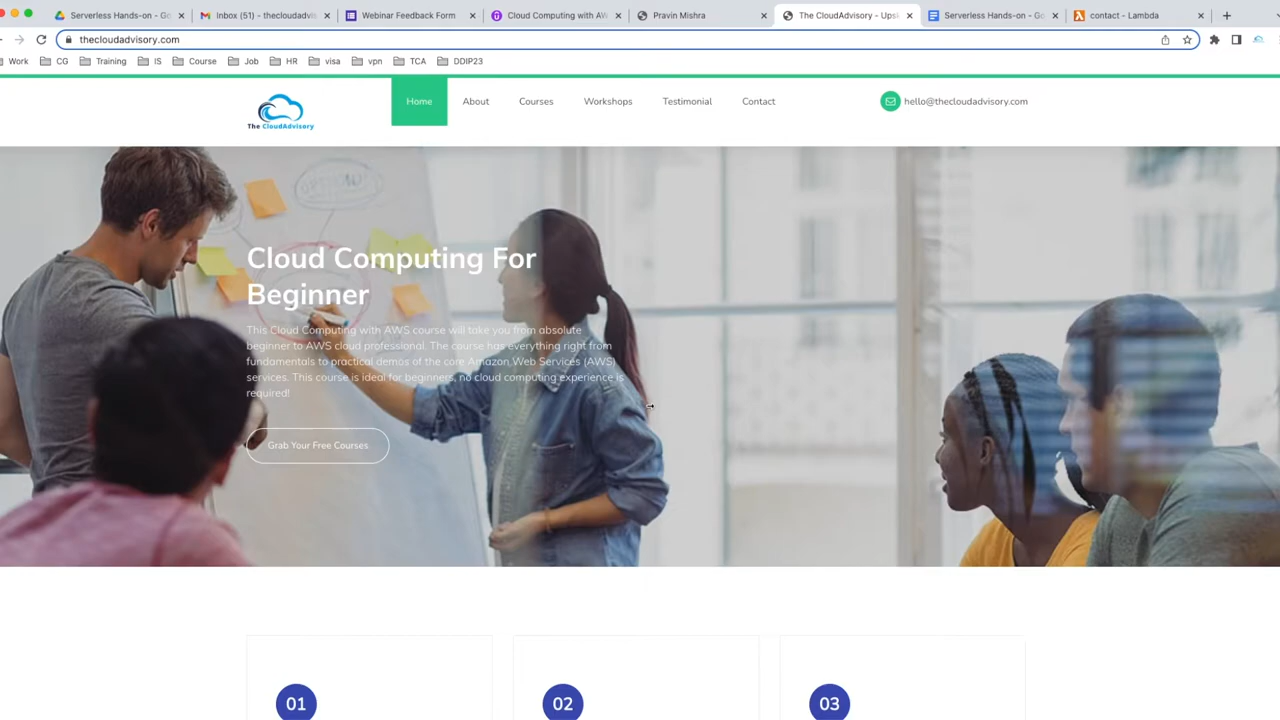 Serverless Hands-on - Go
Inbox (51) - thecloudadvis
Webinar Feedback Form
Cloud Computing with AW
Pravin Mishra
The CloudAdvisory - Upsk
Serverless Hands-on - Go
contact - Lambda
thecloudadvisory.com
Work
CG
Training
IS
Course
Job
HR
visa
vpn
TCA
DDIP23
The CloudAdvisory
Home
About
Courses
Workshops
Testimonial
Contact
hello@thecloudadvisory.com
Cloud Computing For
Beginner
This Cloud Computing with AWS course will take you from absolute
beginner to AWS cloud professional. The course has everything right from
fundamentals to practical demos of the core Amazon Web Services (AWS)
services. This course is ideal for beginners, no cloud computing experience is
required!
Grab Your Free Courses
01
02
03